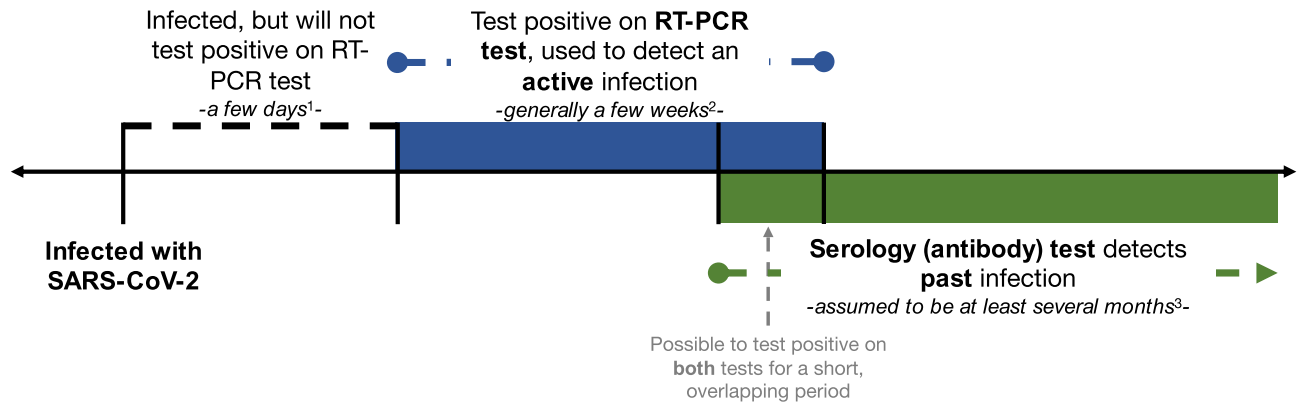 Infected, but will not
test positive on RT-
PCR test
-a few days¹-
Test positive on RT-PCR
test, used to detect an
active infection
-generally a few weeks²-
Infected with
SARS-CoV-2
Serology (antibody) test detects
past infection
-assumed to be at least several months³-
Possible to test positive on
both tests for a short,
overlapping period